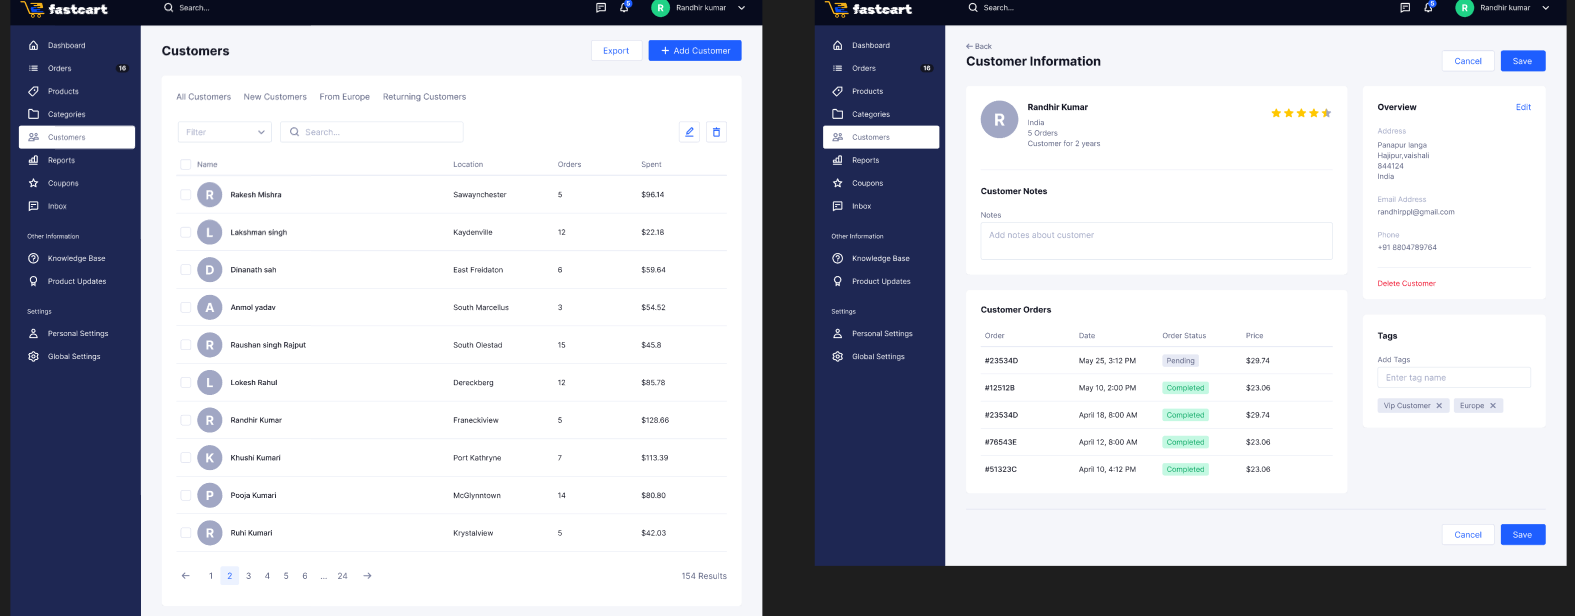 fastcart
Search...
5
R
Randhir kumar
Dashboard
Orders
16
Products
Categories
Customers
Reports
Coupons
Inbox
Other Information
Knowledge Base
Product Updates
Settings
Personal Settings
Global Settings
Customers
Export
+ Add Customer
All Customers New Customers From Europe Returning Customers
Filter
Search...
Name Location Orders Spent
R Rakesh Mishra Sawaynchester 5 $96.14
L Lakshman singh Kaydenville 12 $22.18
D Dinanath sah East Freidaton 6 $59.64
A Anmol yadav South Marcellus 3 $54.52
R Raushan singh Rajput South Olestad 15 $45.8
L Lokesh Rahul Dereckberg 12 $85.78
R Randhir Kumar Franeckiview 5 $128.66
K Khushi Kumari Port Kathryne 7 $113.39
P Pooja Kumari McGlynntown 14 $80.80
R Ruhi Kumari Krystalview 5 $42.03
← 1 2 3 4 5 6 ... 24 →
154 Results
fastcart
Search...
5
R
Randhir kumar
Dashboard
Orders
16
Products
Categories
Customers
Reports
Coupons
Inbox
Other Information
Knowledge Base
Product Updates
Settings
Personal Settings
Global Settings
← Back
Customer Information
Cancel
Save
R
Randhir Kumar
India
5 Orders
Customer for 2 years
Customer Notes
Notes
Add notes about customer
Customer Orders
Order Date Order Status Price
#23534D May 25, 3:12 PM Pending $29.74
#12512B May 10, 2:00 PM Completed $23.06
#23534D April 18, 8:00 AM Completed $29.74
#76543E April 12, 8:00 AM Completed $23.06
#51323C April 10, 4:12 PM Completed $23.06
Overview
Edit
Address
Panapur langa
Hajipur,vaishali
844124
India
Email Address
randhirppl@gmail.com
Phone
+91 8804789764
Delete Customer
Tags
Add Tags
Enter tag name
Vip Customer ✕
Europe ✕
Cancel
Save